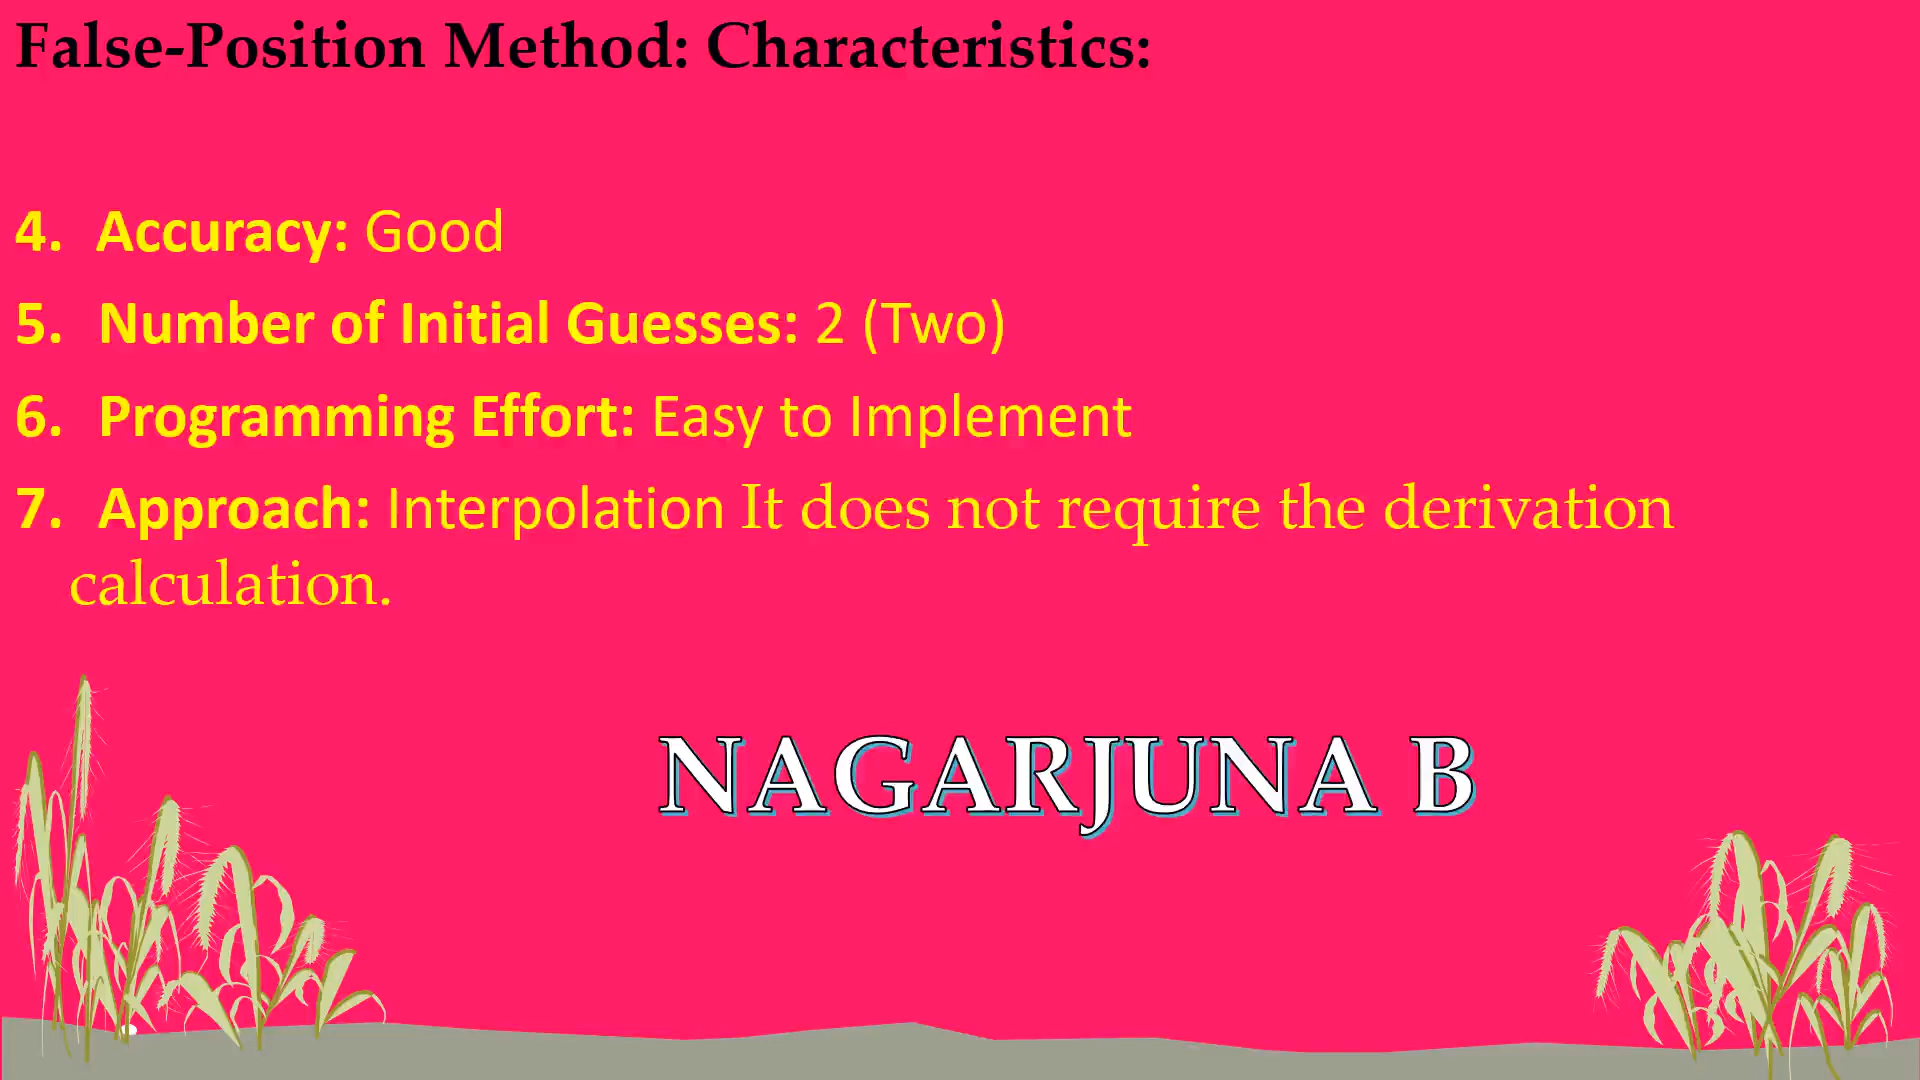 False-Position Method: Characteristics:
4. Accuracy: Good
5. Number of Initial Guesses: 2 (Two)
6. Programming Effort: Easy to Implement
7. Approach: Interpolation It does not require the derivation
calculation.
NAGARJUNA B